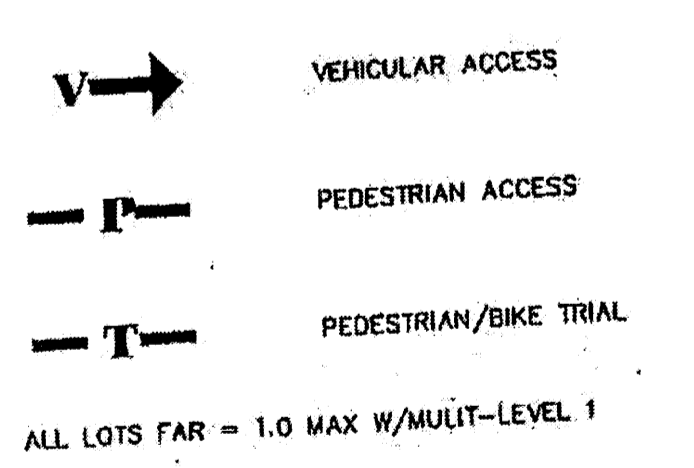 V VEHICULAR ACCESS
P PEDESTRIAN ACCESS
T PEDESTRIAN/BIKE TRIAL
ALL LOTS FAR = 1.0 MAX W/MULIT-LEVEL 1